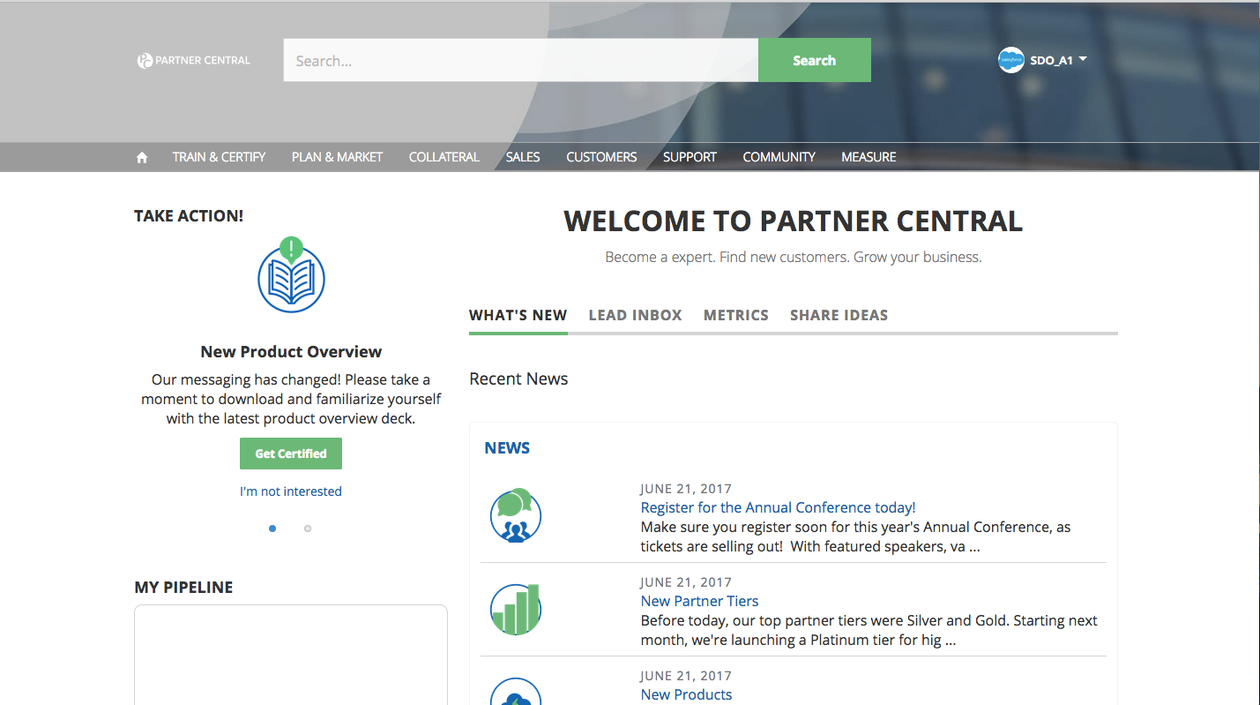 PARTNER CENTRAL
Search...
Search
SDO_A1
TRAIN & CERTIFY
PLAN & MARKET
COLLATERAL
SALES
CUSTOMERS
SUPPORT
COMMUNITY
MEASURE
TAKE ACTION!
New Product Overview
Our messaging has changed! Please take a
moment to download and familiarize yourself
with the latest product overview deck.
Get Certified
I'm not interested
MY PIPELINE
WELCOME TO PARTNER CENTRAL
Become a expert. Find new customers. Grow your business.
WHAT'S NEW
LEAD INBOX
METRICS
SHARE IDEAS
Recent News
NEWS
JUNE 21, 2017
Register for the Annual Conference today!
Make sure you register soon for this year's Annual Conference, as
tickets are selling out!  With featured speakers, va ...
JUNE 21, 2017
New Partner Tiers
Before today, our top partner tiers were Silver and Gold. Starting next
month, we're launching a Platinum tier for hig ...
JUNE 21, 2017
New Products